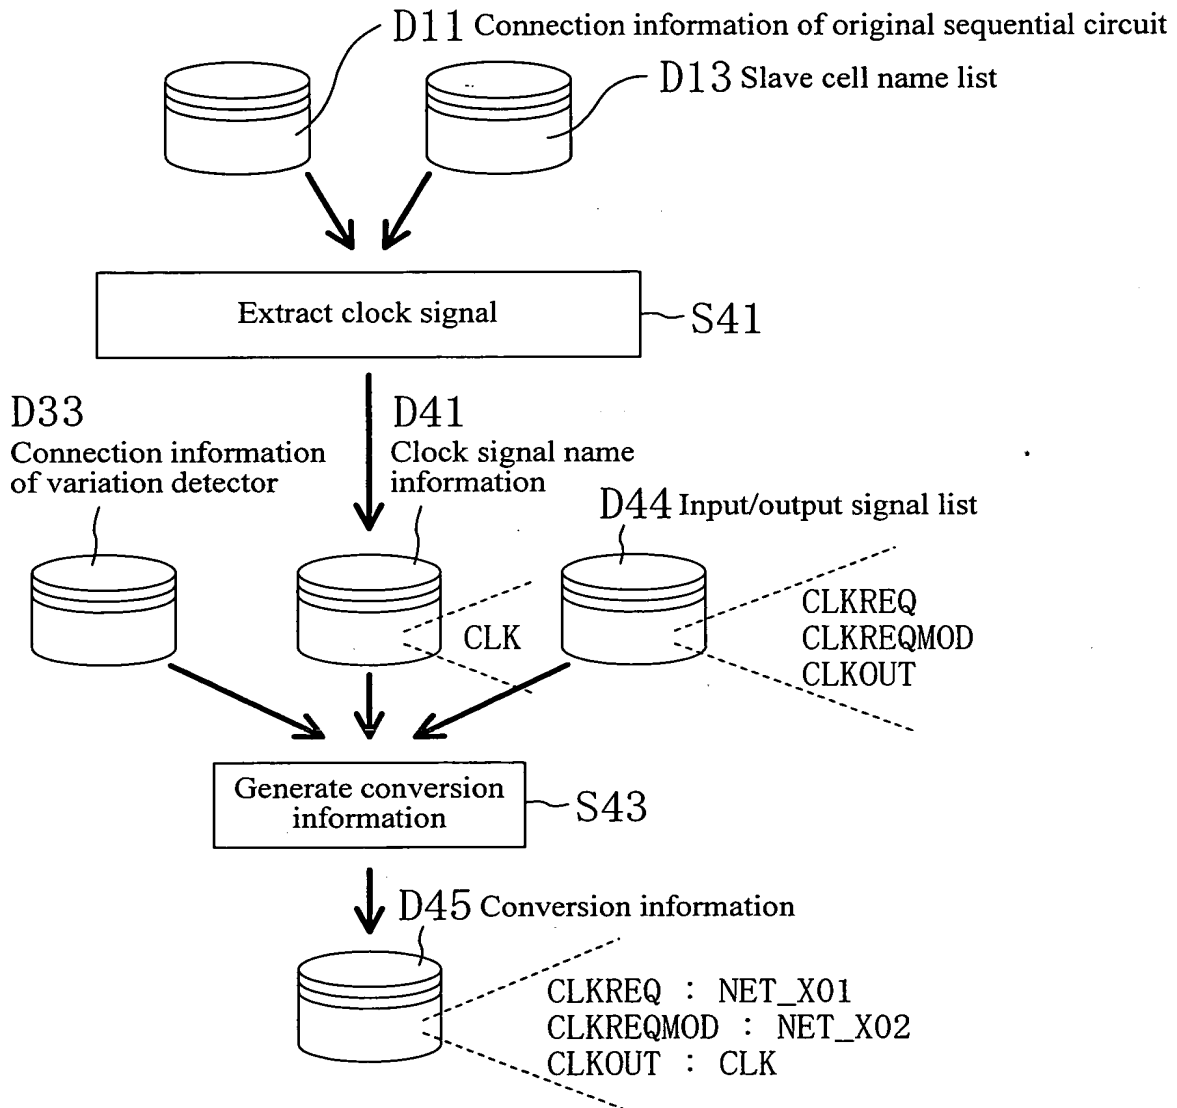 D11 Connection information of original sequential circuit
D13 Slave cell name list
Extract clock signal
S41
D33
Connection information
of variation detector
D41
Clock signal name
information
D44 Input/output signal list
CLK
CLKREQ
CLKREQMOD
CLKOUT
Generate conversion
information
S43
D45 Conversion information
CLKREQ : NET_X01
CLKREQMOD : NET_X02
CLKOUT : CLK